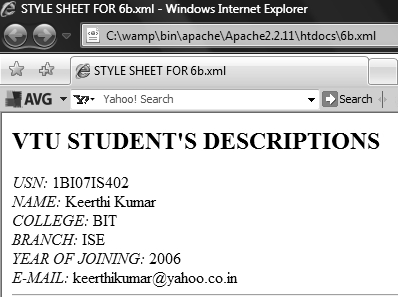 STYLE SHEET FOR 6b.xml - Windows Internet Explorer
C:\wamp\bin\apache\Apache2.2.11\htdocs\6b.xml
STYLE SHEET FOR 6b.xml
AVG Y! Yahoo! Search Search
VTU STUDENT'S DESCRIPTIONS
USN: 1BI07IS402
NAME: Keerthi Kumar
COLLEGE: BIT
BRANCH: ISE
YEAR OF JOINING: 2006
E-MAIL: keerthikumar@yahoo.co.in